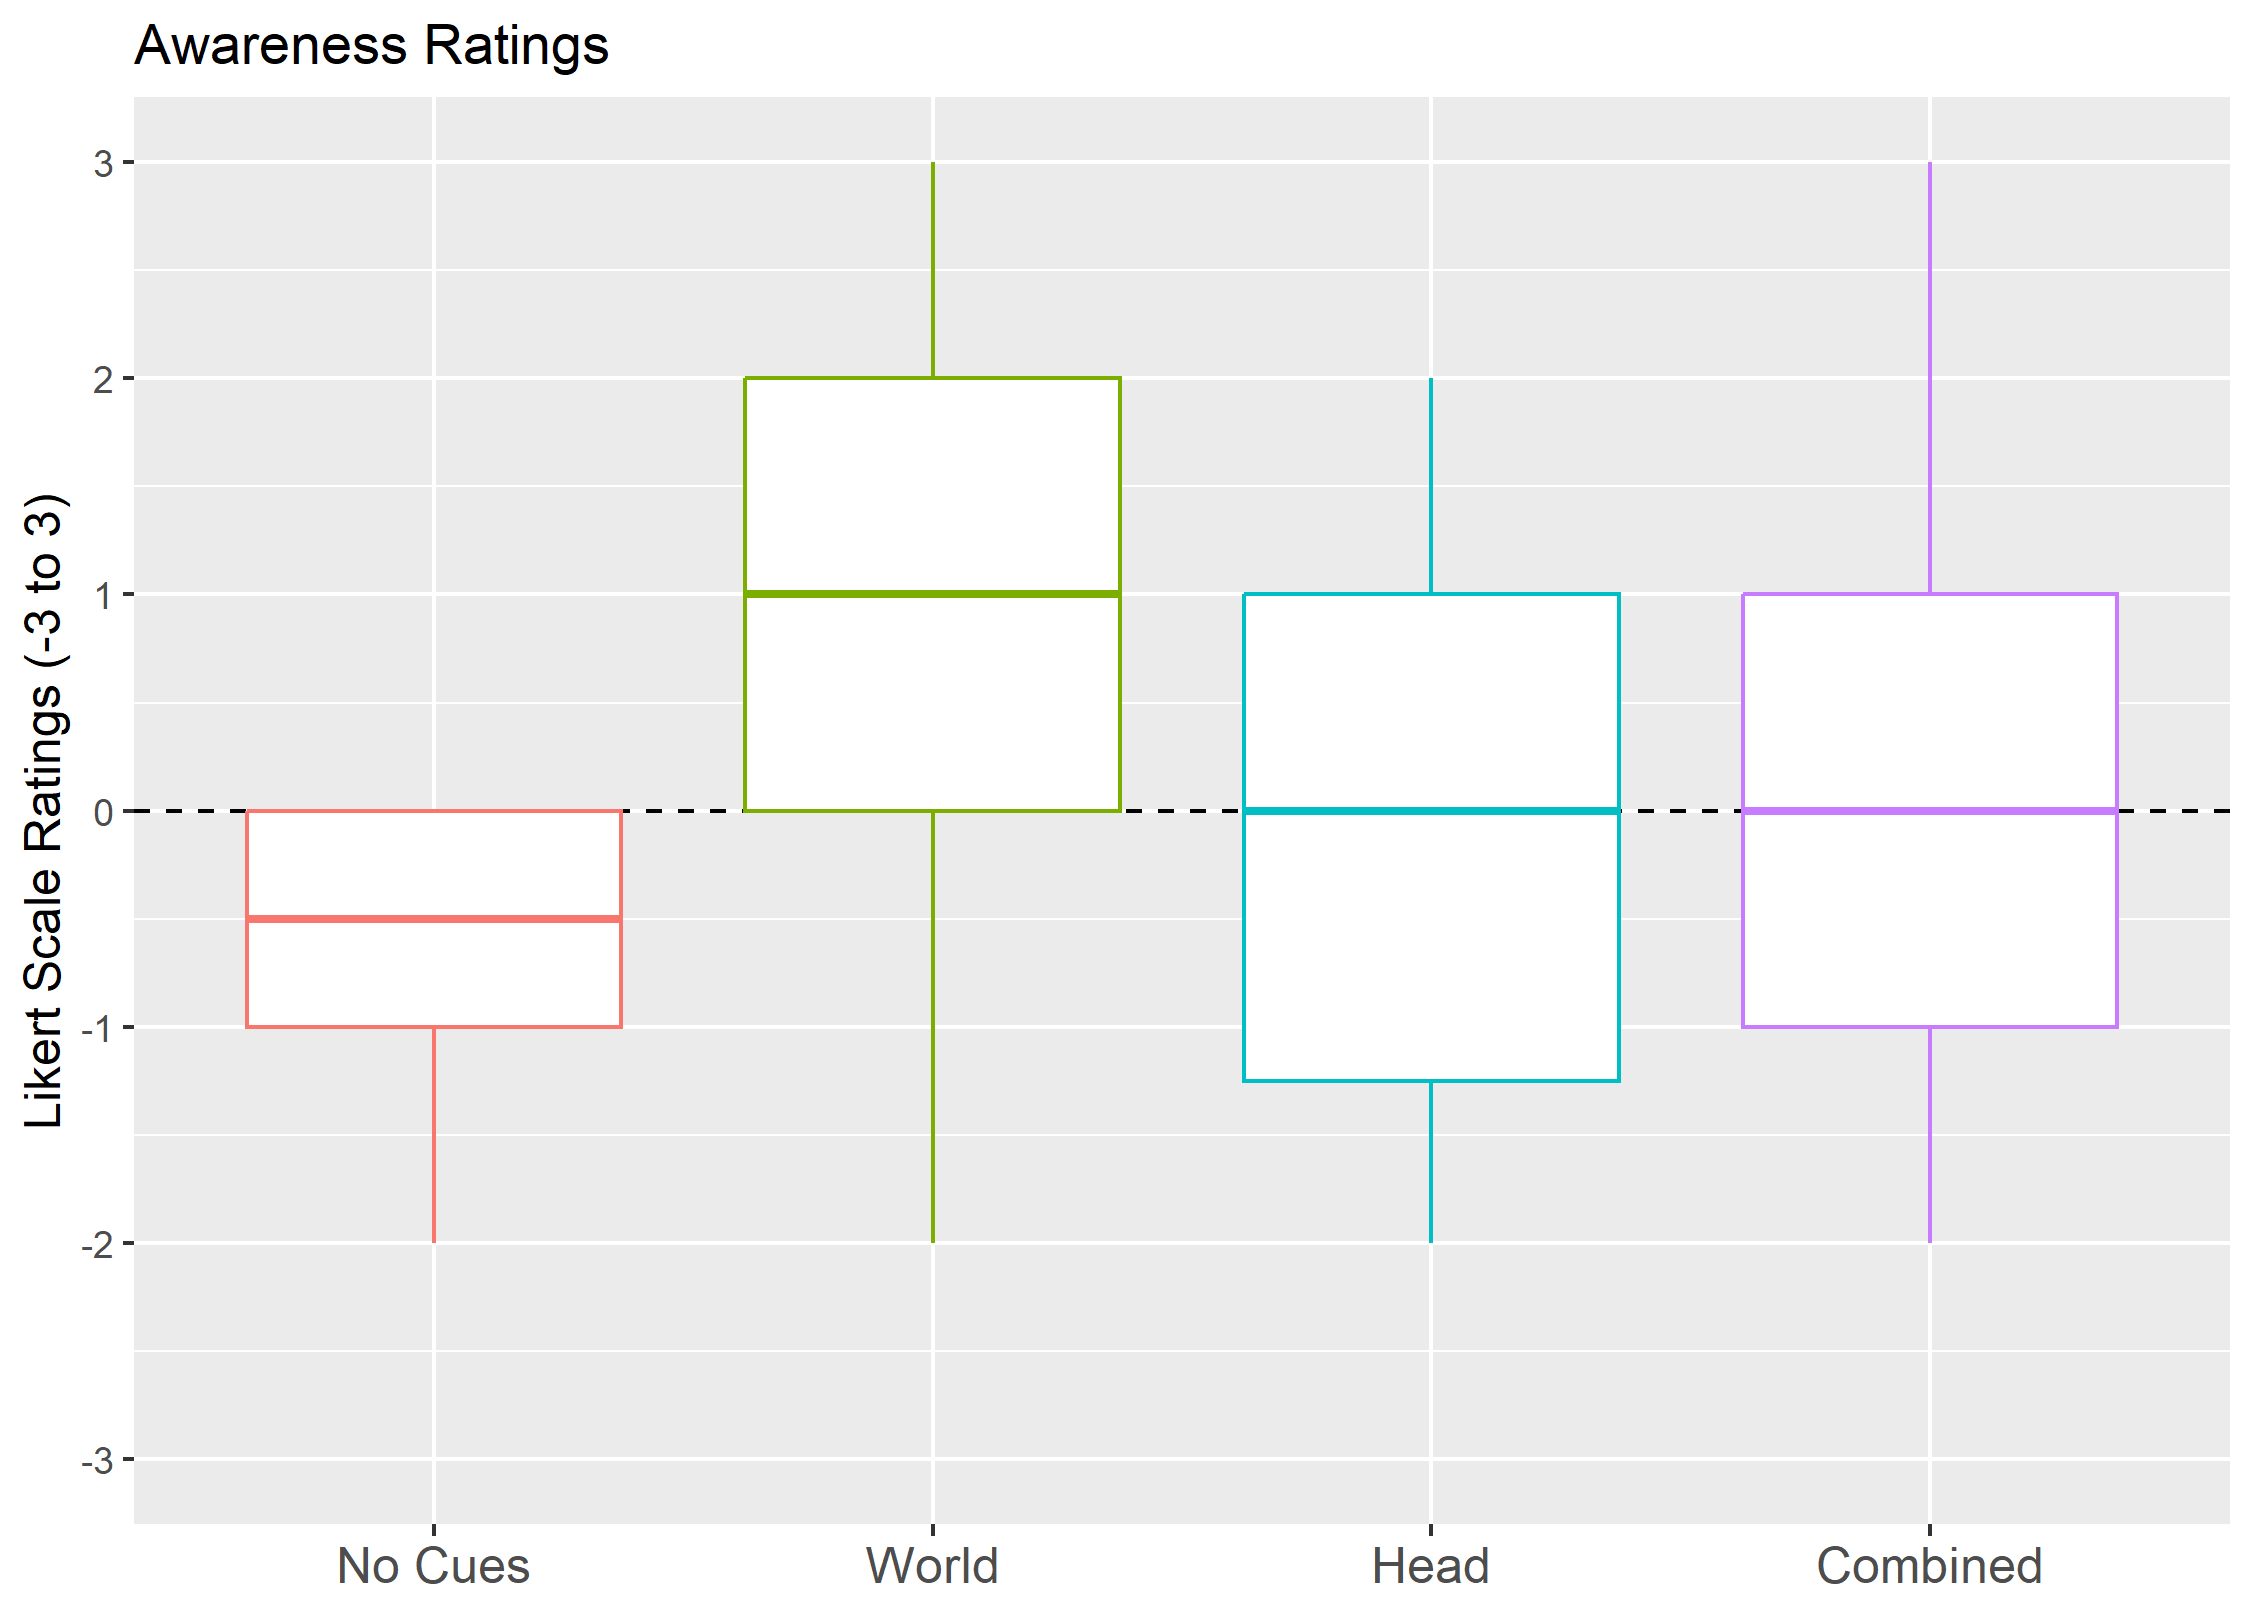 Awareness Ratings
Likert Scale Ratings (-3 to 3)
3
2
1
0
-1
-2
-3
No Cues
World
Head
Combined